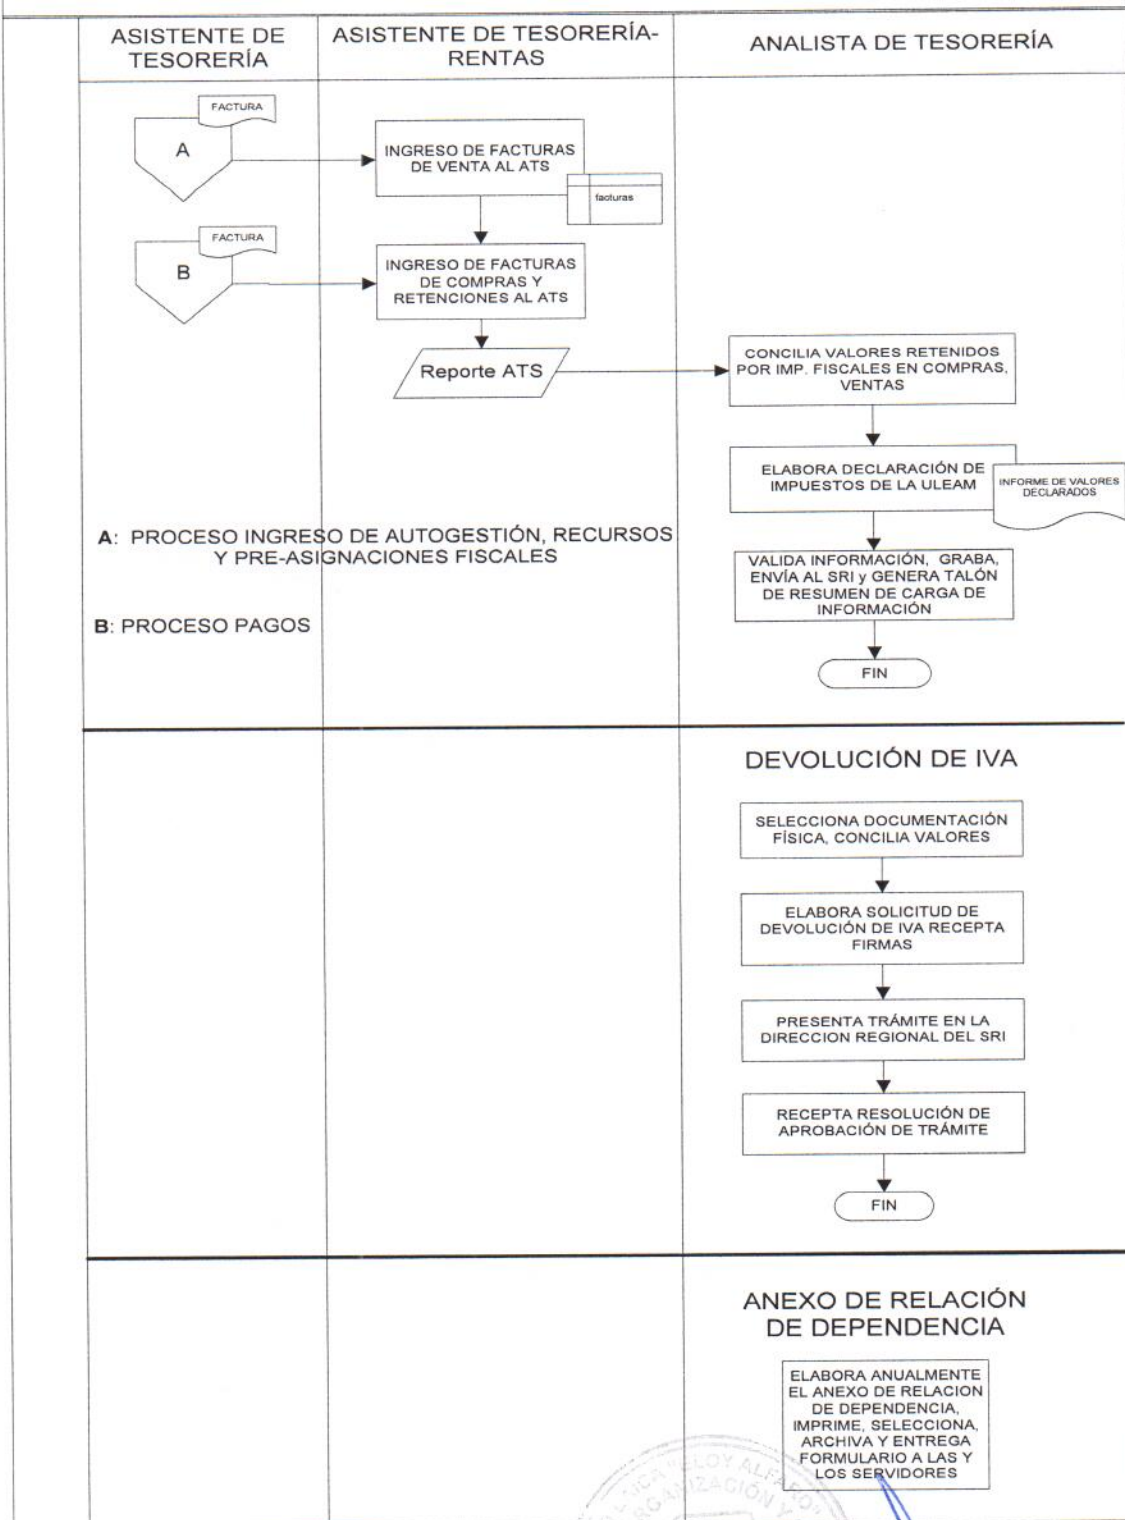 ASISTENTE DE
TESORERÍA
ASISTENTE DE TESORERÍA-
RENTAS
ANALISTA DE TESORERÍA
FACTURA
A
INGRESO DE FACTURAS
DE VENTA AL ATS
facturas
FACTURA
B
INGRESO DE FACTURAS
DE COMPRAS Y
RETENCIONES AL ATS
Reporte ATS
CONCILIA VALORES RETENIDOS
POR IMP. FISCALES EN COMPRAS,
VENTAS
ELABORA DECLARACIÓN DE
IMPUESTOS DE LA ULEAM
INFORME DE VALORES
DECLARADOS
VALIDA INFORMACIÓN, GRABA,
ENVÍA AL SRI y GENERA TALÓN
DE RESUMEN DE CARGA DE
INFORMACIÓN
FIN
A: PROCESO INGRESO DE AUTOGESTIÓN, RECURSOS
Y PRE-ASIGNACIONES FISCALES
B: PROCESO PAGOS
DEVOLUCIÓN DE IVA
SELECCIONA DOCUMENTACIÓN
FÍSICA, CONCILIA VALORES
ELABORA SOLICITUD DE
DEVOLUCIÓN DE IVA RECEPTA
FIRMAS
PRESENTA TRÁMITE EN LA
DIRECCION REGIONAL DEL SRI
RECEPTA RESOLUCIÓN DE
APROBACIÓN DE TRÁMITE
FIN
ANEXO DE RELACIÓN
DE DEPENDENCIA
ELABORA ANUALMENTE
EL ANEXO DE RELACION
DE DEPENDENCIA,
IMPRIME, SELECCIONA,
ARCHIVA Y ENTREGA
FORMULARIO A LAS Y
LOS SERVIDORES
"ELOY ALFARO"